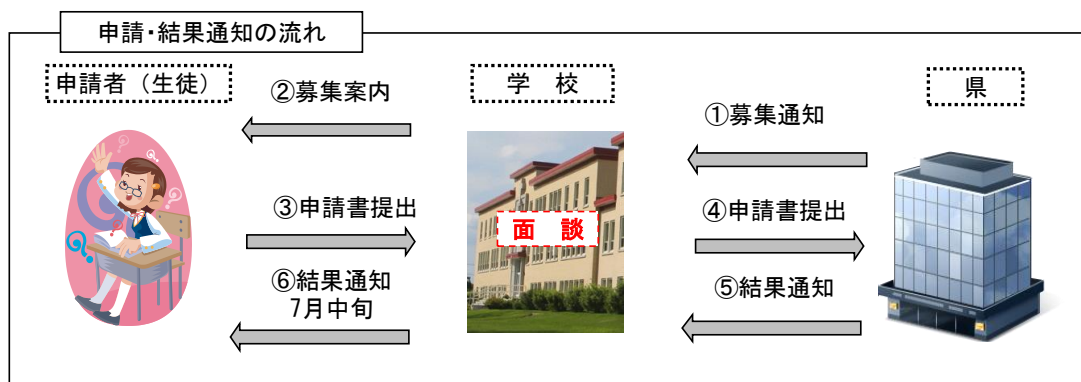 申請・結果通知の流れ
申請者（生徒）
学　校
県
②募集案内
①募集通知
③申請書提出
面　談
④申請書提出
⑥結果通知
7月中旬
⑤結果通知